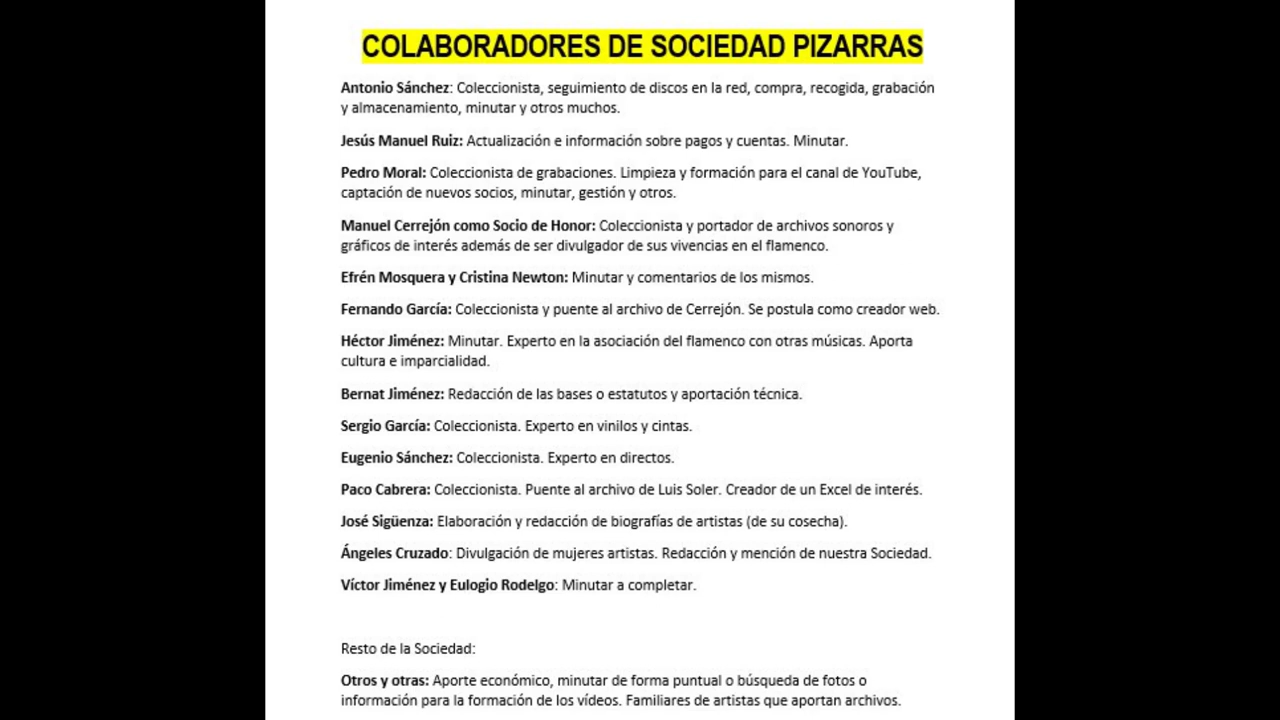 COLABORADORES DE SOCIEDAD PIZARRAS
Antonio Sánchez: Coleccionista, seguimiento de discos en la red, compra, recogida, grabación
y almacenamiento, minutar y otros muchos.
Jesús Manuel Ruiz: Actualización e información sobre pagos y cuentas. Minutar.
Pedro Moral: Coleccionista de grabaciones. Limpieza y formación para el canal de YouTube,
captación de nuevos socios, minutar, gestión y otros.
Manuel Cerrejón como Socio de Honor: Coleccionista y portador de archivos sonoros y
gráficos de interés además de ser divulgador de sus vivencias en el flamenco.
Efrén Mosquera y Cristina Newton: Minutar y comentarios de los mismos.
Fernando García: Coleccionista y puente al archivo de Cerrejón. Se postula como creador web.
Héctor Jiménez: Minutar. Experto en la asociación del flamenco con otras músicas. Aporta
cultura e imparcialidad.
Bernat Jiménez: Redacción de las bases o estatutos y aportación técnica.
Sergio García: Coleccionista. Experto en vinilos y cintas.
Eugenio Sánchez: Coleccionista. Experto en directos.
Paco Cabrera: Coleccionista. Puente al archivo de Luis Soler. Creador de un Excel de interés.
José Sigüenza: Elaboración y redacción de biografías de artistas (de su cosecha).
Ángeles Cruzado: Divulgación de mujeres artistas. Redacción y mención de nuestra Sociedad.
Víctor Jiménez y Eulogio Rodelgo: Minutar a completar.
Resto de la Sociedad:
Otros y otras: Aporte económico, minutar de forma puntual o búsqueda de fotos o
información para la formación de los vídeos. Familiares de artistas que aportan archivos.